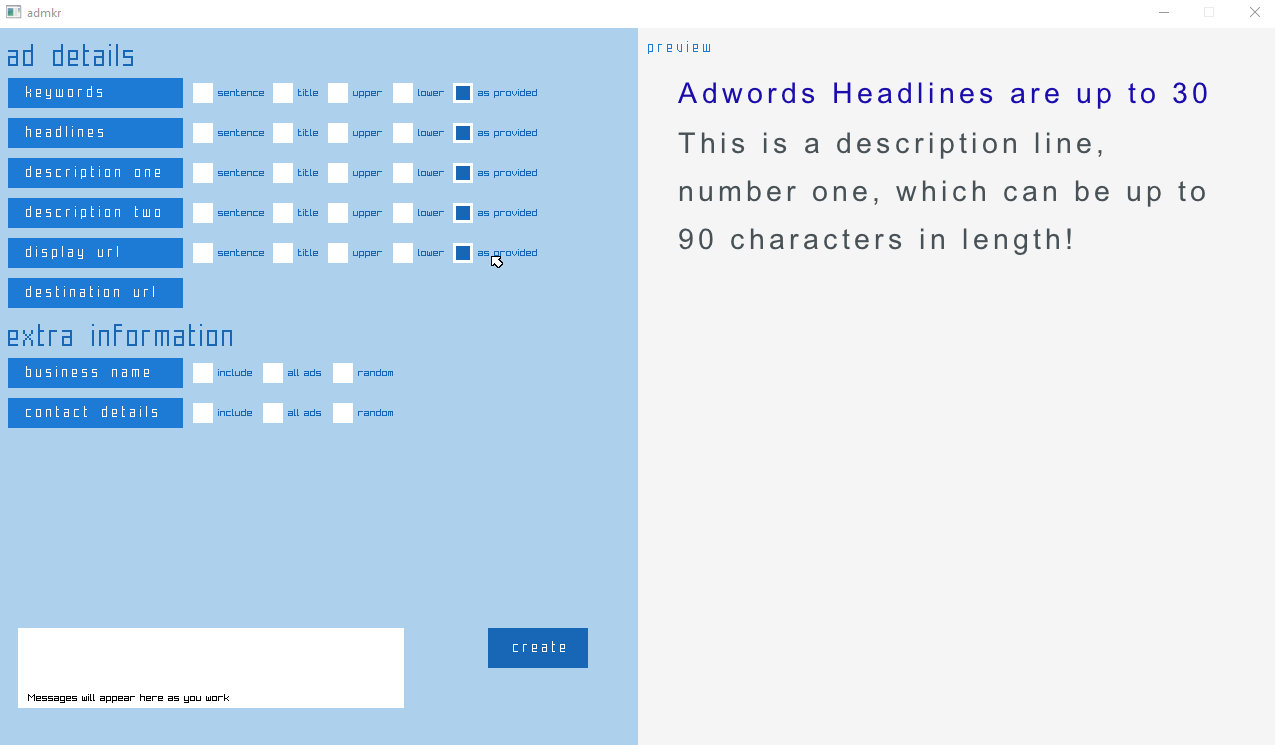 admkr
ad details
keywords sentence title upper lower as provided
headlines sentence title upper lower as provided
description one sentence title upper lower as provided
description two sentence title upper lower as provided
display url sentence title upper lower as provided
destination url
extra information
business name include all ads random
contact details include all ads random
Messages will appear here as you work
create
preview
Adwords Headlines are up to 30
This is a description line,
number one, which can be up to
90 characters in length!